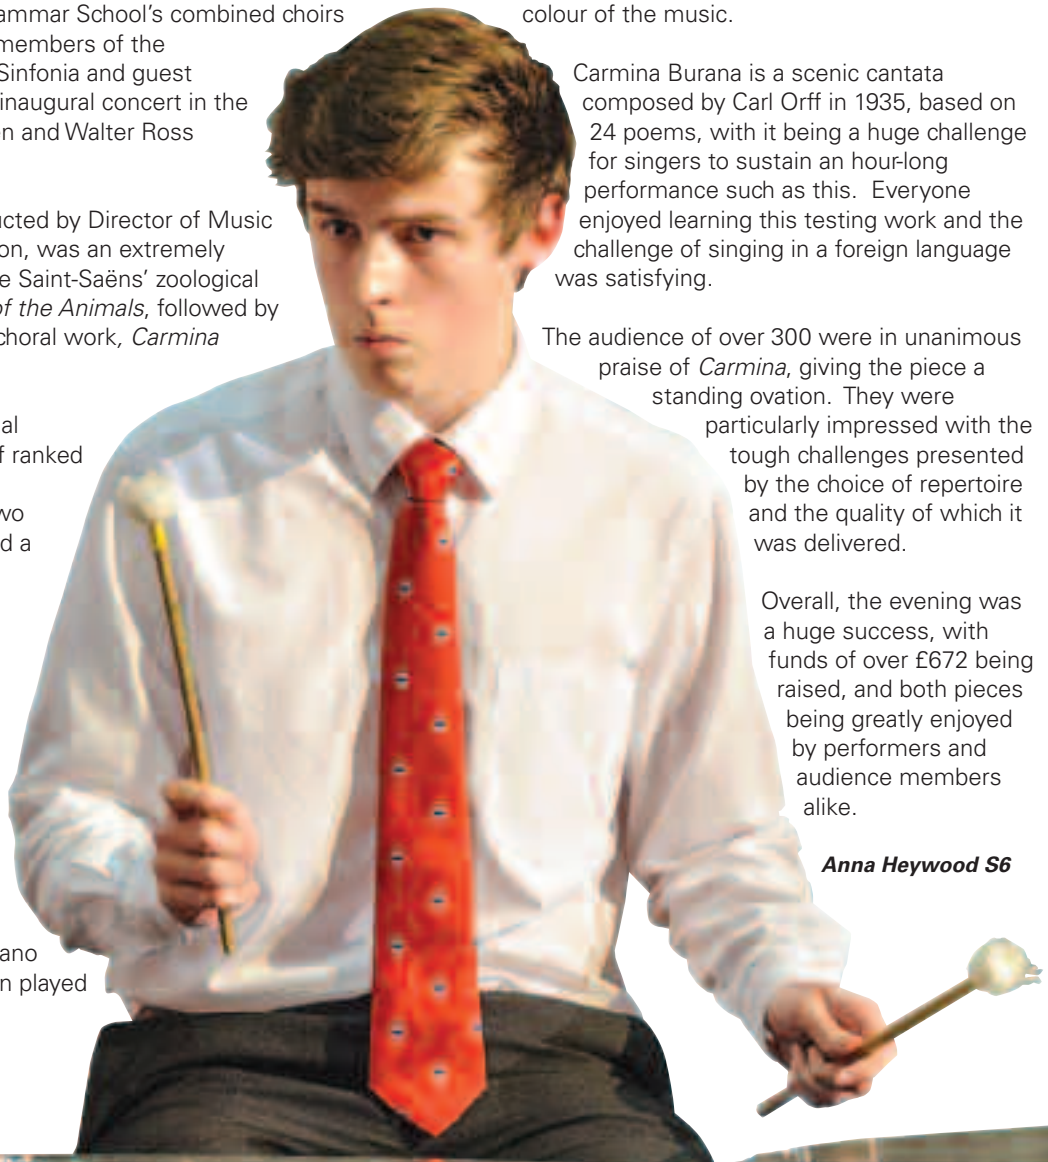 ammar School's combined choirs
members of the
Sinfonia and guest
inaugural concert in the
en and Walter Ross
ucted by Director of Music
on, was an extremely
e Saint-Saëns' zoological
of the Animals, followed by
choral work, Carmina
al
f ranked
wo
d a
ano
n played
colour of the music.
Carmina Burana is a scenic cantata
composed by Carl Orff in 1935, based on
24 poems, with it being a huge challenge
for singers to sustain an hour-long
performance such as this. Everyone
enjoyed learning this testing work and the
challenge of singing in a foreign language
was satisfying.
The audience of over 300 were in unanimous
praise of Carmina, giving the piece a
standing ovation. They were
particularly impressed with the
tough challenges presented
by the choice of repertoire
and the quality of which it
was delivered.
Overall, the evening was
a huge success, with
funds of over £672 being
raised, and both pieces
being greatly enjoyed
by performers and
audience members
alike.
Anna Heywood S6